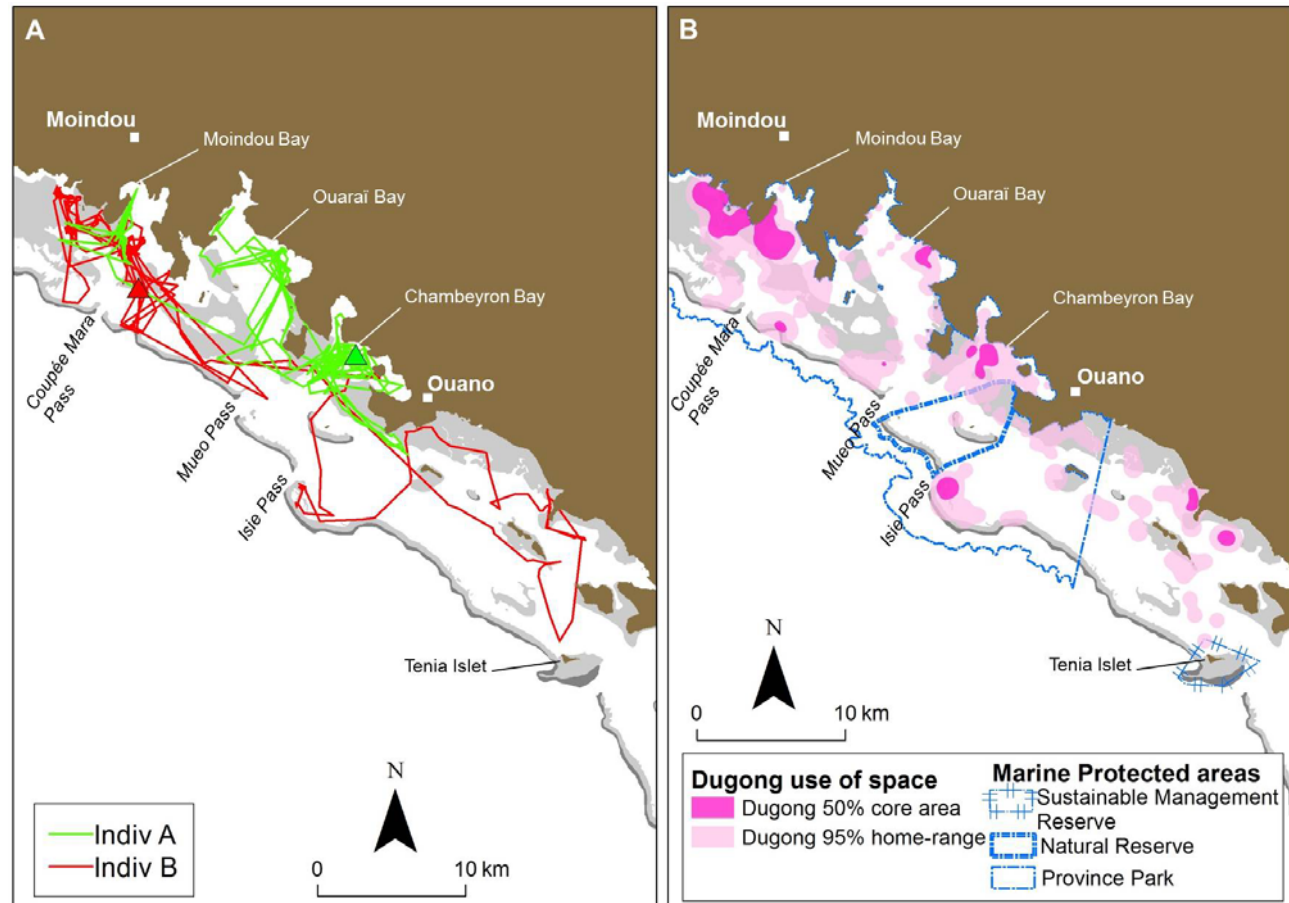 A
Moindou
Moindou Bay
Ouaraï Bay
Chambeyron Bay
Ouano
Coupée Mara
Pass
Mueo Pass
Isie Pass
Tenia Islet
N
0 10 km
Indiv A
Indiv B
B
Moindou
Moindou Bay
Ouaraï Bay
Chambeyron Bay
Ouano
Coupée Mara
Pass
Mueo Pass
Isie Pass
Tenia Islet
N
0 10 km
Dugong use of space
Dugong 50% core area
Dugong 95% home-range
Marine Protected areas
Sustainable Management
Reserve
Natural Reserve
Province Park